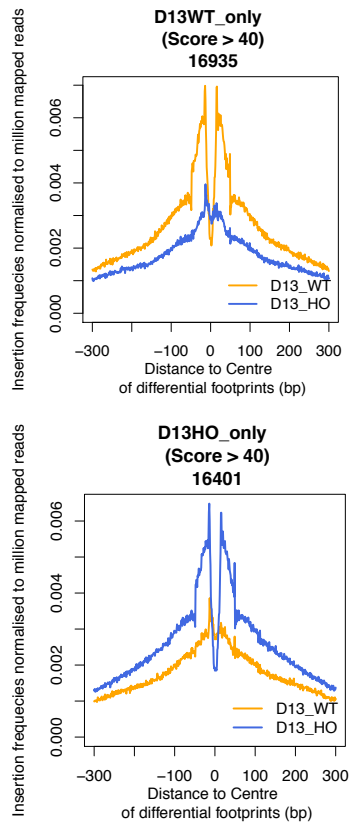 D13WT_only
(Score > 40)
16935
Insertion frequecies normalised to million mapped reads
0.006
0.004
0.002
0.000
D13_WT
D13_HO
−300 −100 0 100 200 300
Distance to Centre
of differential footprints (bp)
D13HO_only
(Score > 40)
16401
Insertion frequecies normalised to million mapped reads
0.006
0.004
0.002
0.000
D13_WT
D13_HO
−300 −100 0 100 200 300
Distance to Centre
of differential footprints (bp)